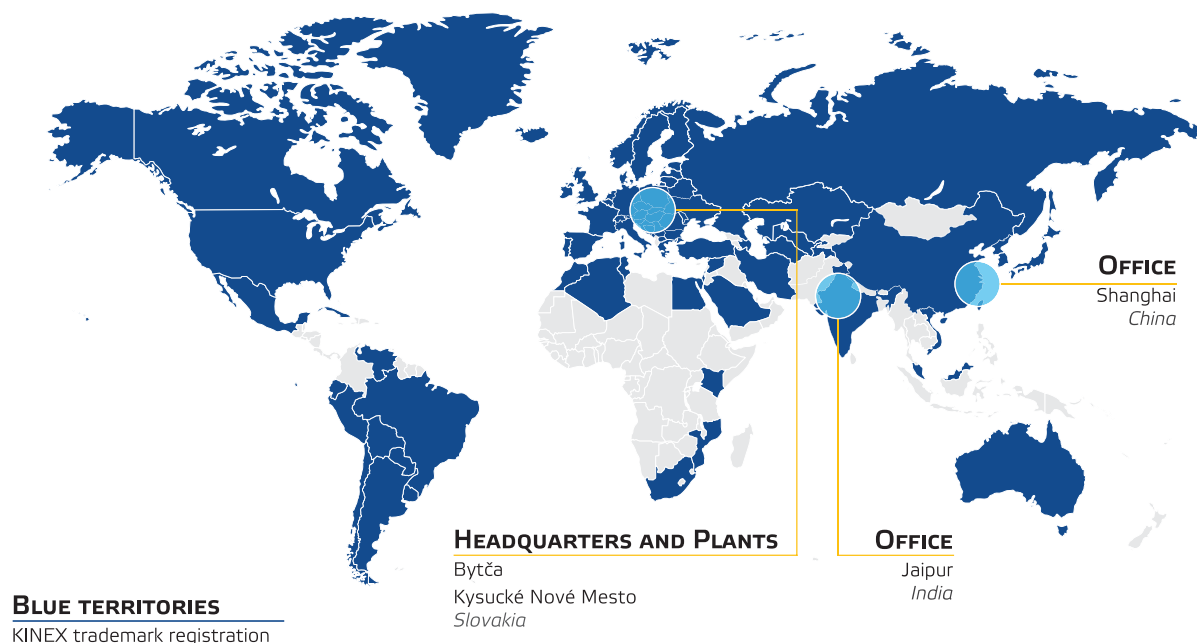 OFFICE
Shanghai
China
HEADQUARTERS AND PLANTS
Bytča
Kysucké Nové Mesto
Slovakia
OFFICE
Jaipur
India
BLUE TERRITORIES
KINEX trademark registration